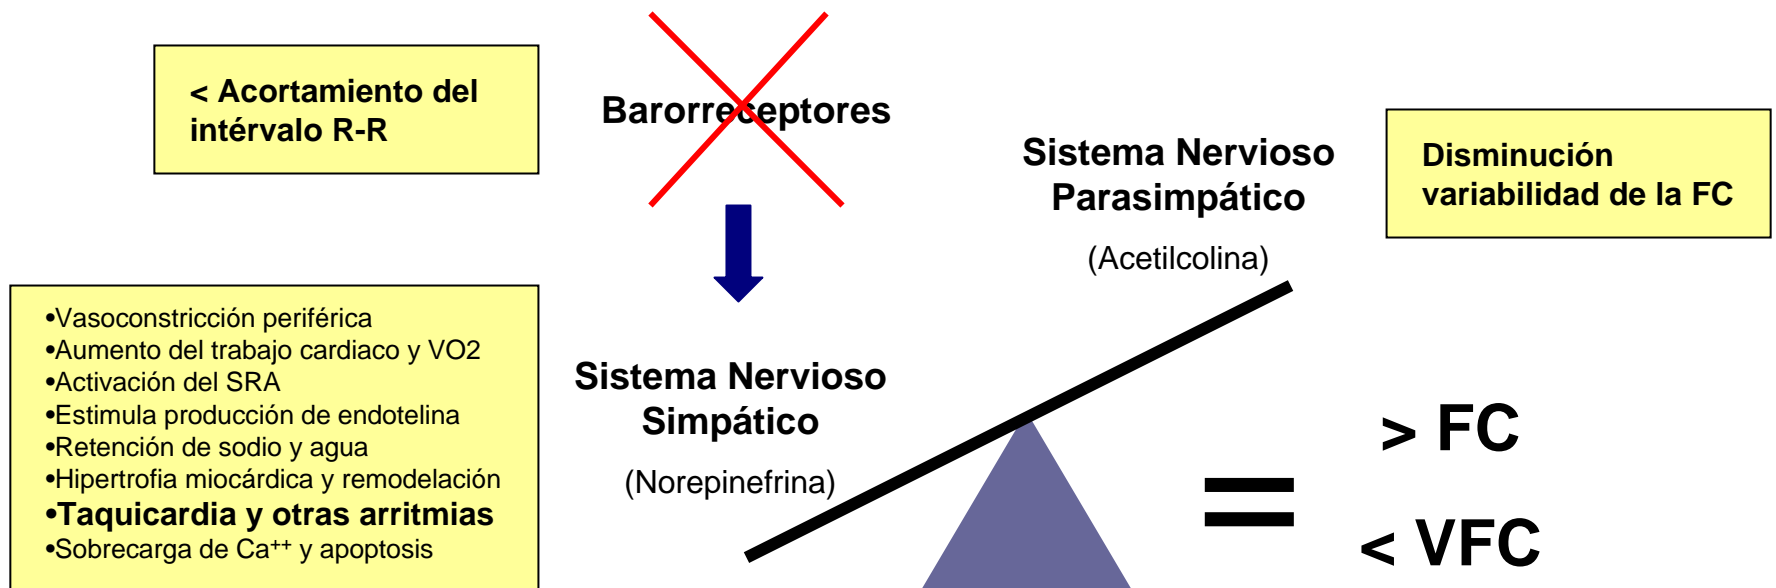 < Acortamiento del
intérvalo R-R
Barorreceptores
Sistema Nervioso
Parasimpático
(Acetilcolina)
Disminución
variabilidad de la FC
•Vasoconstricción periférica
•Aumento del trabajo cardiaco y VO2
•Activación del SRA
•Estimula producción de endotelina
•Retención de sodio y agua
•Hipertrofia miocárdica y remodelación
•Taquicardia y otras arritmias
•Sobrecarga de Ca⁺⁺ y apoptosis
Sistema Nervioso
Simpático
(Norepinefrina)
=
> FC
< VFC